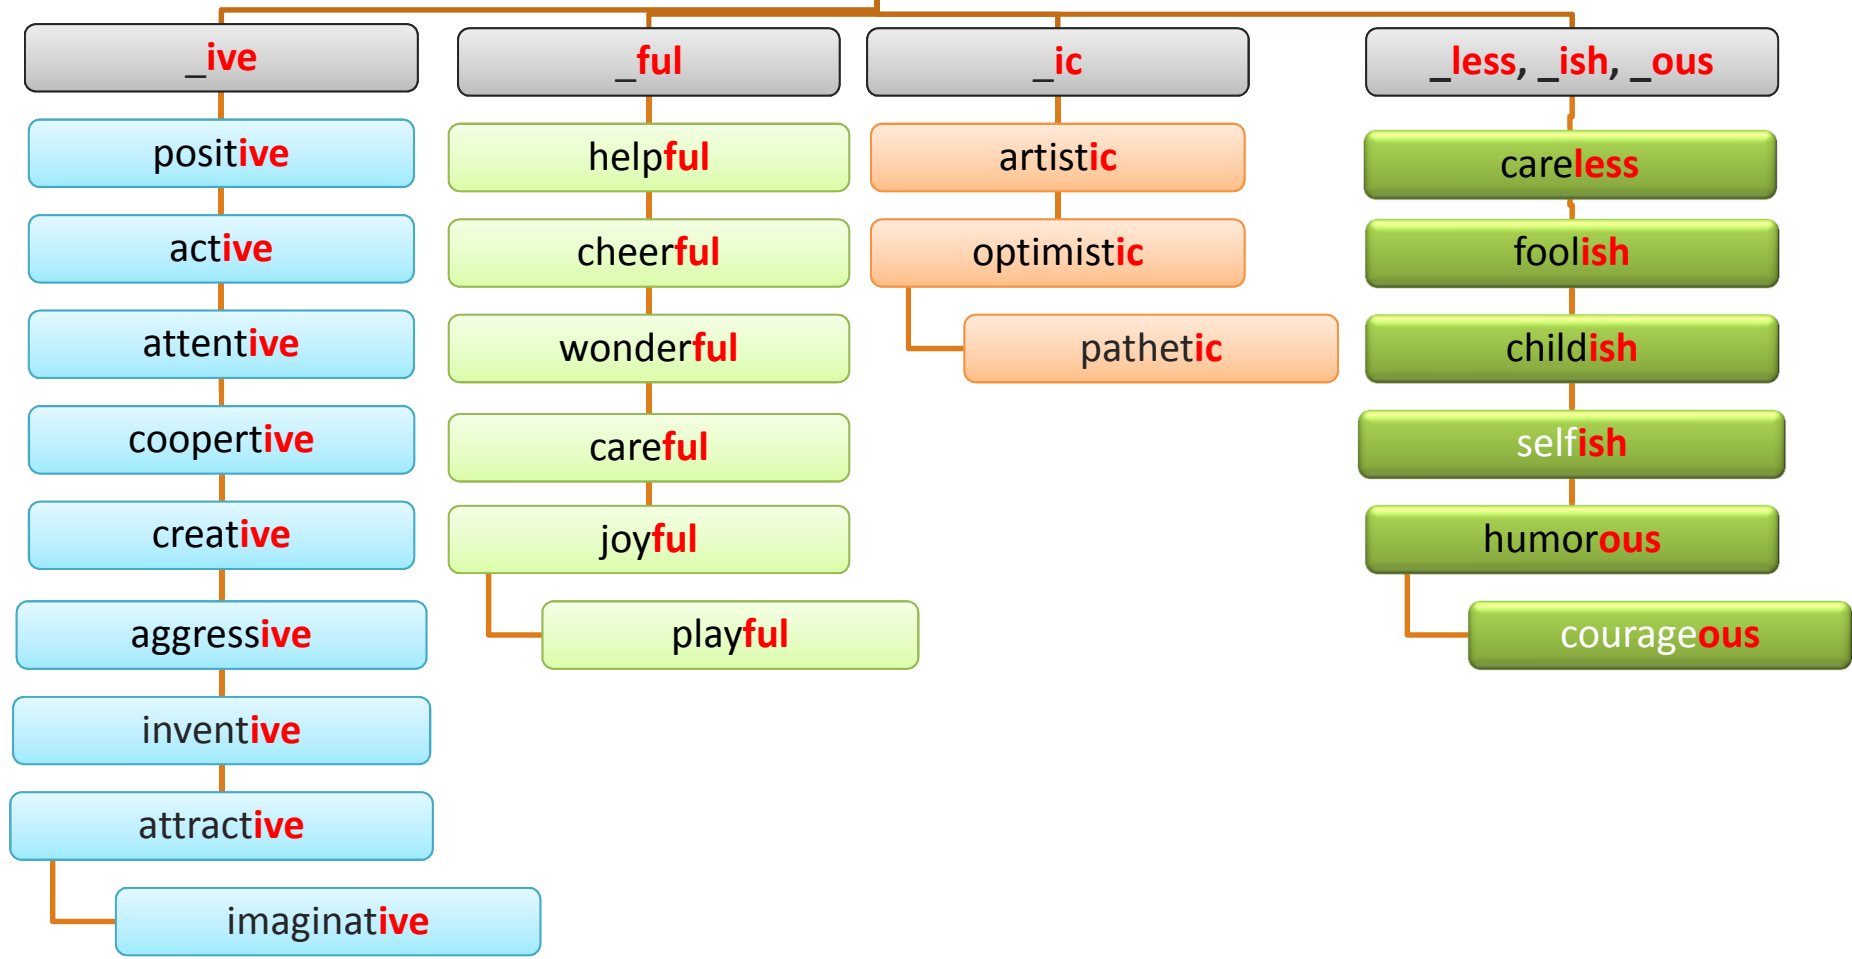 _ive
positive
active
attentive
coopertive
creative
aggressive
inventive
attractive
imaginative
_ful
helpful
cheerful
wonderful
careful
joyful
playful
_ic
artistic
optimistic
pathetic
_less, _ish, _ous
careless
foolish
childish
selfish
humorous
courageous